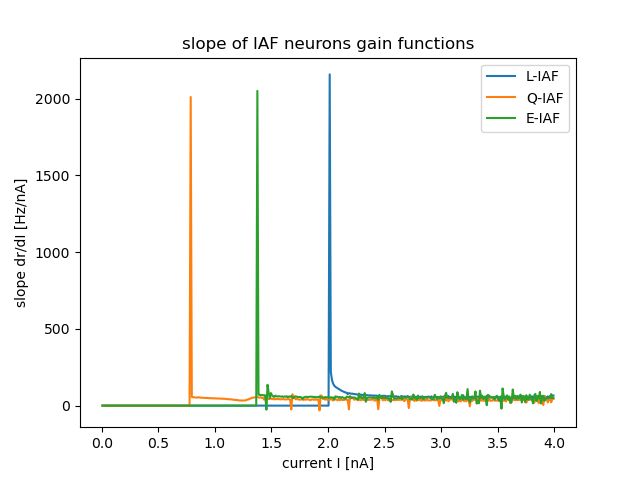 slope of IAF neurons gain functions
L-IAF
Q-IAF
E-IAF
slope dr/dI [Hz/nA]
2000
1500
1000
500
0
0.0 0.5 1.0 1.5 2.0 2.5 3.0 3.5 4.0
current I [nA]